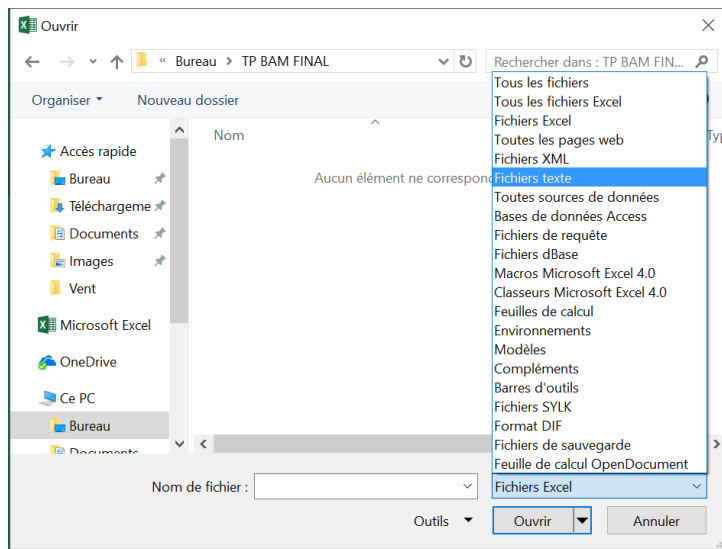 Ouvrir
« Bureau > TP BAM FINAL
Rechercher dans : TP BAM FIN...
Organiser
Nouveau dossier
Nom
Accès rapide
Bureau
Téléchargeme
Documents
Images
Vent
Microsoft Excel
OneDrive
Ce PC
Bureau
Documents
Aucun élément ne correspond
Tous les fichiers
Tous les fichiers Excel
Fichiers Excel
Toutes les pages web
Fichiers XML
Fichiers texte
Toutes sources de données
Bases de données Access
Fichiers de requête
Fichiers dBase
Macros Microsoft Excel 4.0
Classeurs Microsoft Excel 4.0
Feuilles de calcul
Environnements
Modèles
Compléments
Barres d'outils
Fichiers SYLK
Format DIF
Fichiers de sauvegarde
Feuille de calcul OpenDocument
Nom de fichier :
Fichiers Excel
Outils
Ouvrir
Annuler